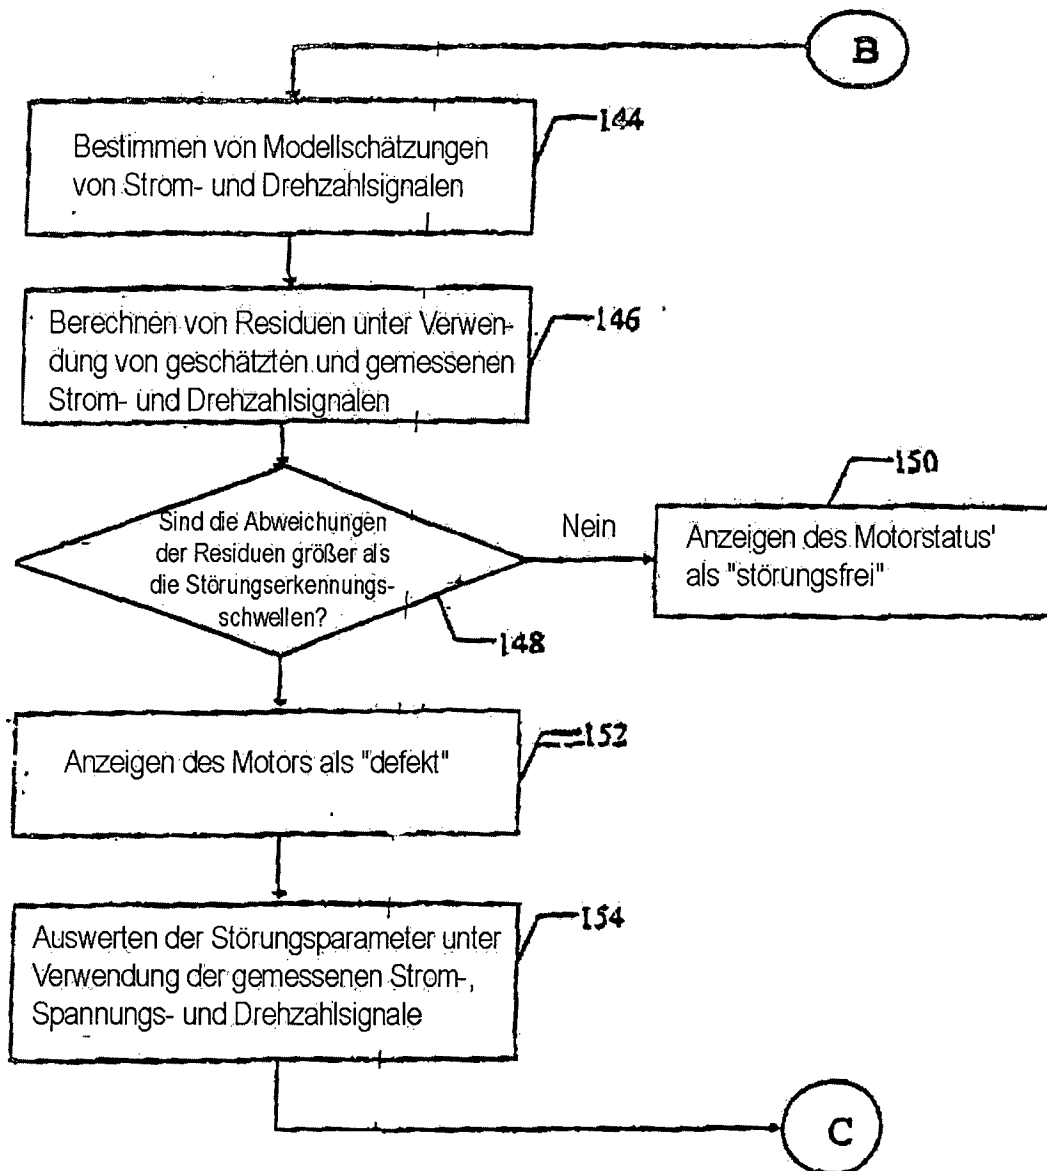 B
144
Bestimmen von Modellschätzungen
von Strom- und Drehzahlsignalen
146
Berechnen von Residuen unter Verwen-
dung von geschätzten und gemessenen
Strom- und Drehzahlsignalen
150
Sind die Abweichungen
der Residuen größer als
die Störungserkennungs-
schwellen?
Nein
Anzeigen des Motorstatus'
als "störungsfrei"
148
152
Anzeigen des Motors als "defekt"
154
Auswerten der Störungsparameter unter
Verwendung der gemessenen Strom-,
Spannungs- und Drehzahlsignale
C